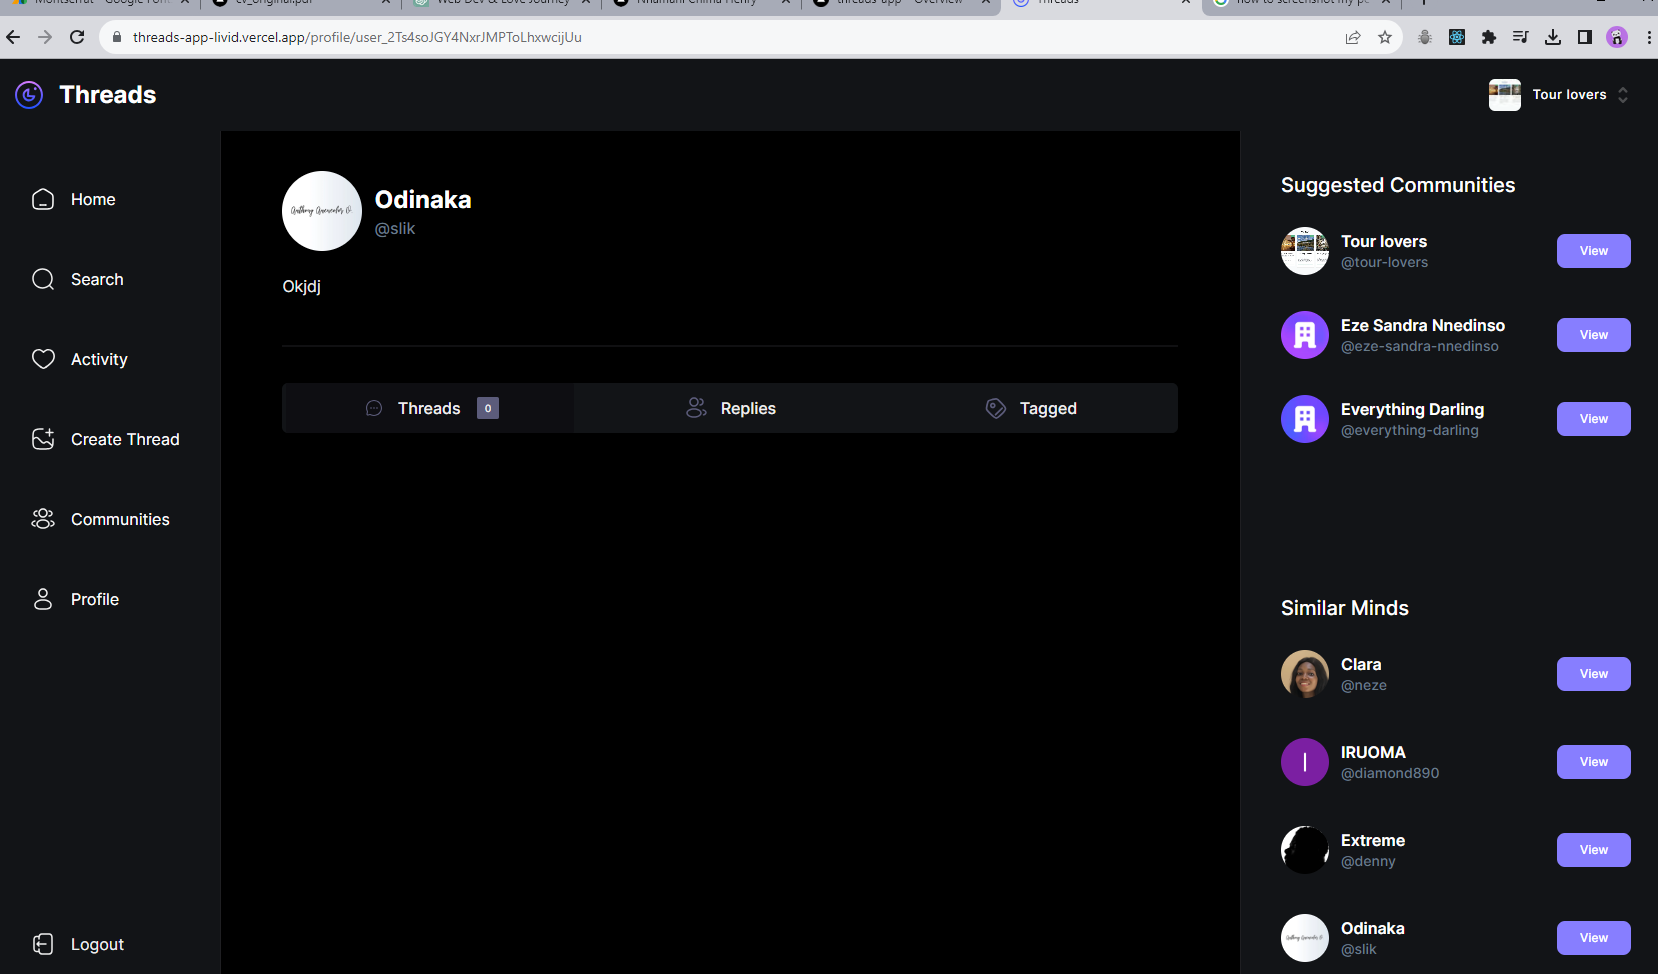 threads-app-livid.vercel.app/profile/user_2Ts4soJGY4NxrJMPToLhxwcijUu
Threads
Tour lovers
Home
Search
Activity
Create Thread
Communities
Profile
Logout
Odinaka
@slik
Okjdj
Threads 0
Replies
Tagged
Suggested Communities
Tour lovers
@tour-lovers
View
Eze Sandra Nnedinso
@eze-sandra-nnedinso
View
Everything Darling
@everything-darling
View
Similar Minds
Clara
@neze
View
I
IRUOMA
@diamond890
View
Extreme
@denny
View
Odinaka
@slik
View